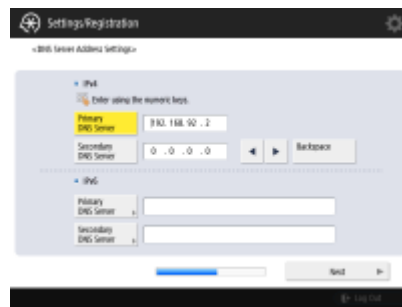 Settings/Registration
<DNS Server Address Settings>
IPv4
Enter using the numeric keys.
Primary
DNS Server
192. 168. 92 . 2
Secondary
DNS Server
0 . 0 . 0 . 0
Backspace
IPv6
Primary
DNS Server
Secondary
DNS Server
Next
Log Out